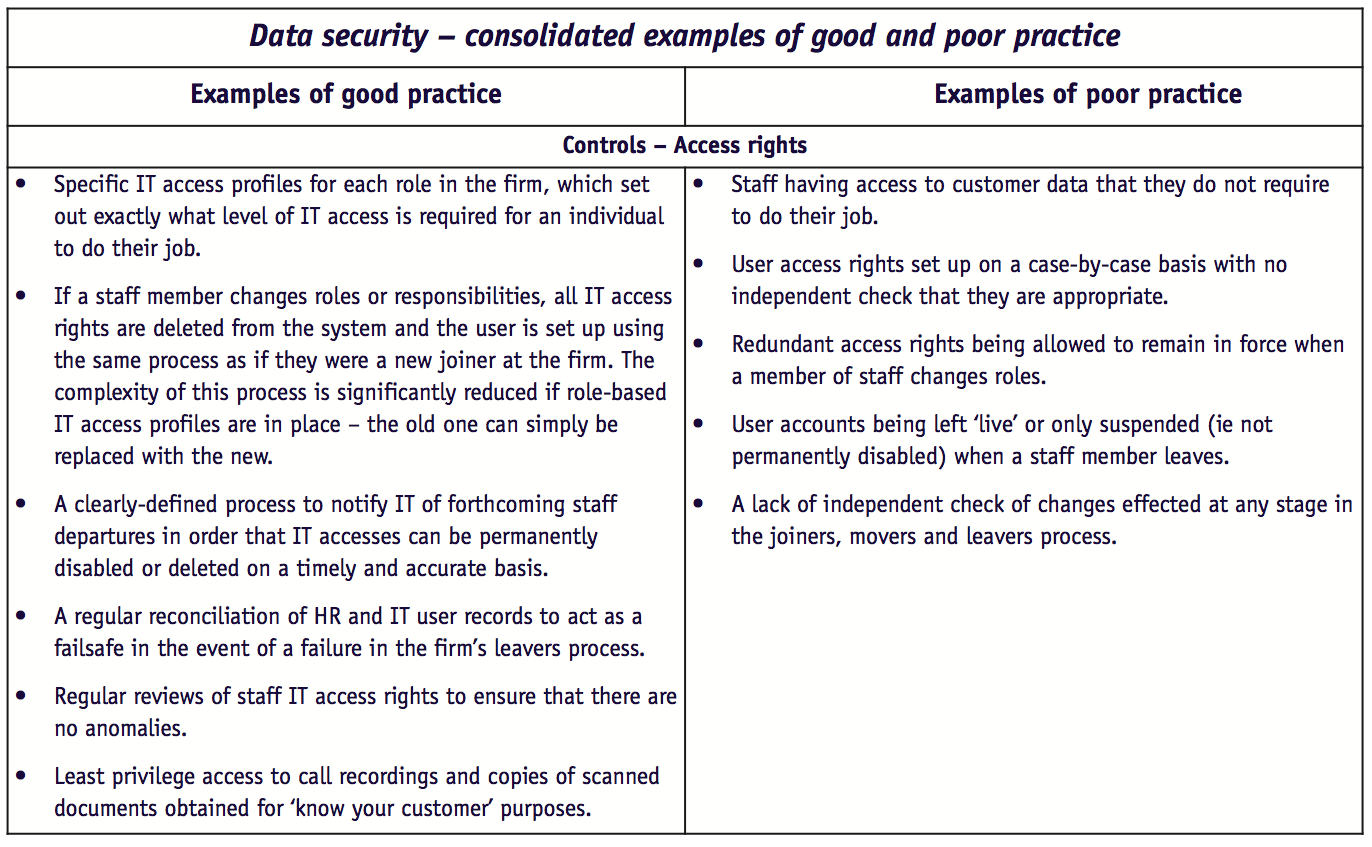 Data security – consolidated examples of good and poor practice
Examples of good practice
Examples of poor practice
Controls – Access rights
• Specific IT access profiles for each role in the firm, which set
out exactly what level of IT access is required for an individual
to do their job.
• If a staff member changes roles or responsibilities, all IT access
rights are deleted from the system and the user is set up using
the same process as if they were a new joiner at the firm. The
complexity of this process is significantly reduced if role-based
IT access profiles are in place – the old one can simply be
replaced with the new.
• A clearly-defined process to notify IT of forthcoming staff
departures in order that IT accesses can be permanently
disabled or deleted on a timely and accurate basis.
• A regular reconciliation of HR and IT user records to act as a
failsafe in the event of a failure in the firm’s leavers process.
• Regular reviews of staff IT access rights to ensure that there are
no anomalies.
• Least privilege access to call recordings and copies of scanned
documents obtained for ‘know your customer’ purposes.
• Staff having access to customer data that they do not require
to do their job.
• User access rights set up on a case-by-case basis with no
independent check that they are appropriate.
• Redundant access rights being allowed to remain in force when
a member of staff changes roles.
• User accounts being left ‘live’ or only suspended (ie not
permanently disabled) when a staff member leaves.
• A lack of independent check of changes effected at any stage in
the joiners, movers and leavers process.